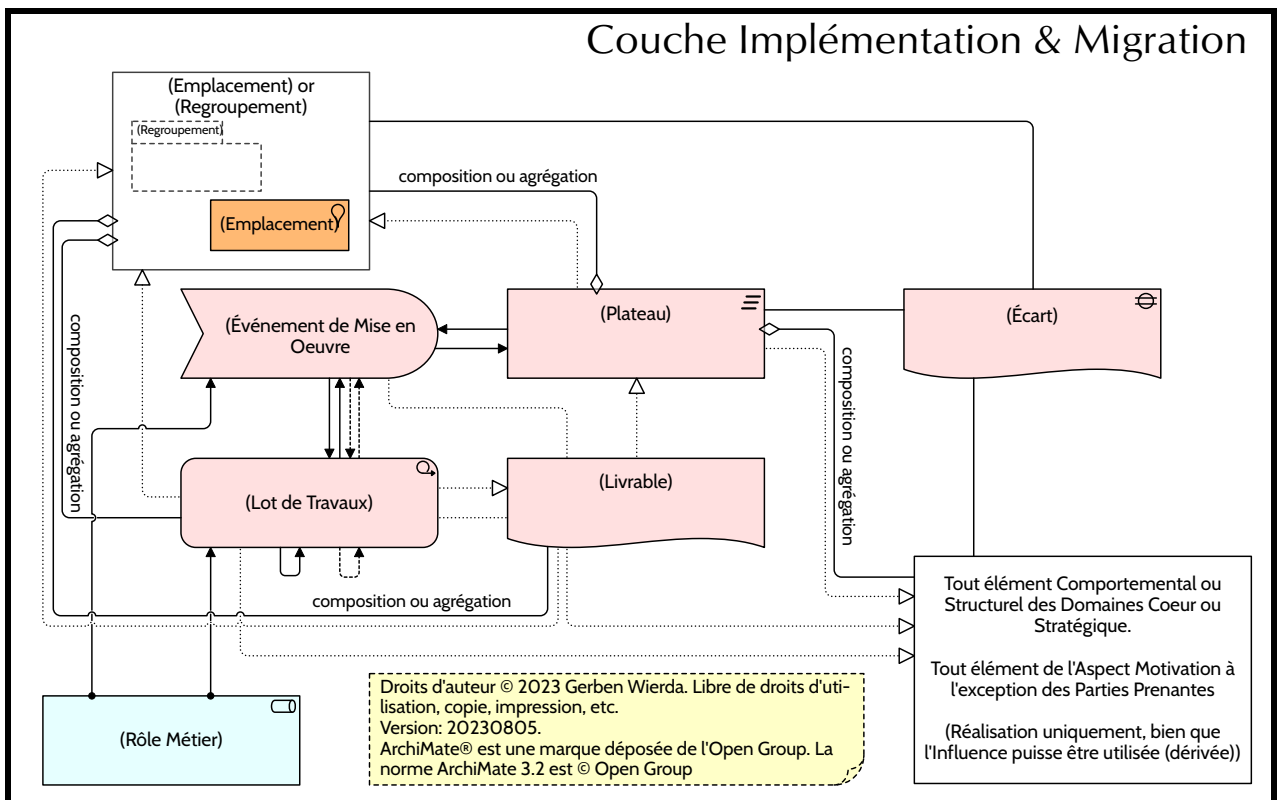 Couche Implémentation & Migration
(Emplacement) or
(Regroupement)
(Regroupement)
(Emplacement)
composition ou agrégation
(Événement de Mise en
Oeuvre
(Plateau)
(Écart)
composition ou agrégation
composition ou agrégation
(Lot de Travaux)
(Livrable)
composition ou agrégation
Tout élément Comportemental ou
Structurel des Domaines Coeur ou
Stratégique.
Tout élément de l'Aspect Motivation à
l'exception des Parties Prenantes
(Réalisation uniquement, bien que
l'Influence puisse être utilisée (dérivée))
(Rôle Métier)
Droits d'auteur © 2023 Gerben Wierda. Libre de droits d'uti-
lisation, copie, impression, etc.
Version: 20230805.
ArchiMate® est une marque déposée de l'Open Group. La
norme ArchiMate 3.2 est © Open Group